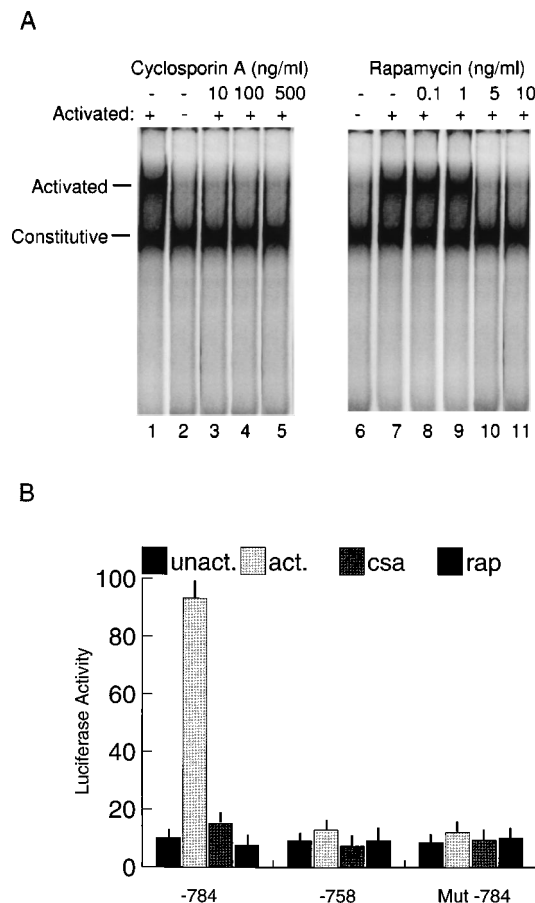 A
Cyclosporin A (ng/ml)
Rapamycin (ng/ml)
- - 10 100 500
- - 0.1 1 5 10
Activated: + - + + +
- + + + + +
Activated
Constitutive
1 2 3 4 5
6 7 8 9 10 11
B
unact. act. csa rap
100
80
60
40
20
0
Luciferase Activity
-784 -758 Mut -784